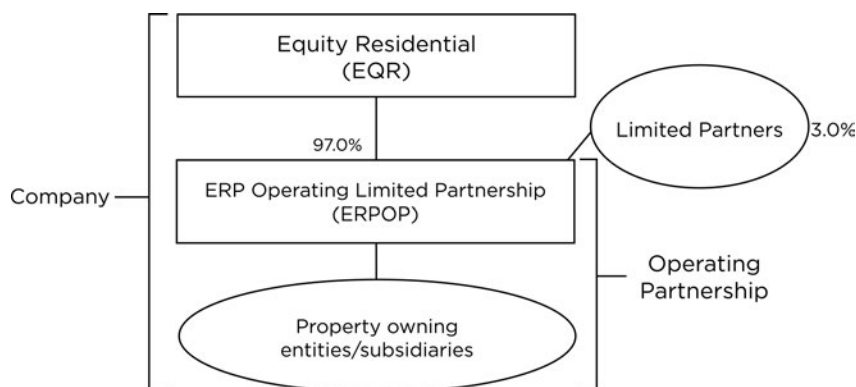 Equity Residential
(EQR)
97.0%
Limited Partners
3.0%
ERP Operating Limited Partnership
(ERPOP)
Company
Operating
Partnership
Property owning
entities/subsidiaries